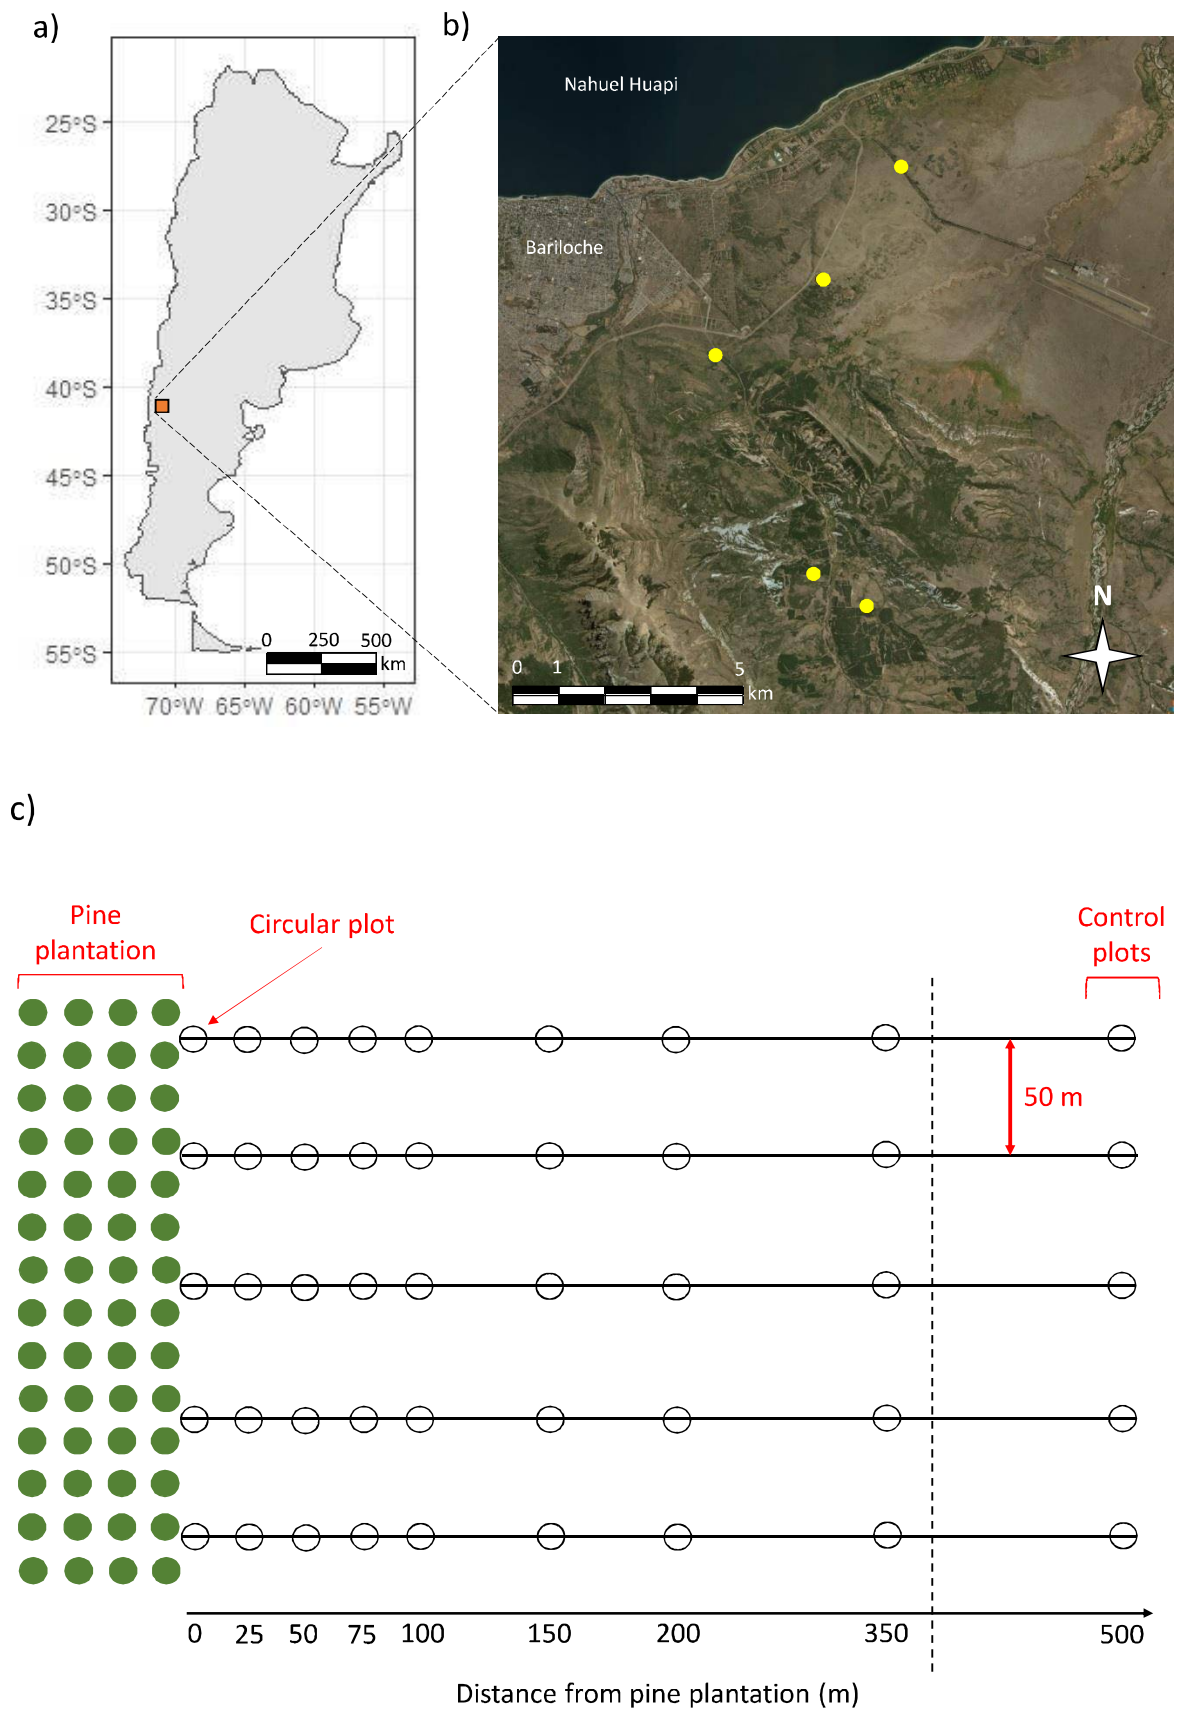 a)
25°S
30°S
35°S
40°S
45°S
50°S
55°S
70°W 65°W 60°W 55°W
0 250 500
km
b)
Nahuel Huapi
Bariloche
N
0 1 5
km
c)
Pine
plantation
Circular plot
Control
plots
50 m
0 25 50 75 100 150 200 350 500
Distance from pine plantation (m)